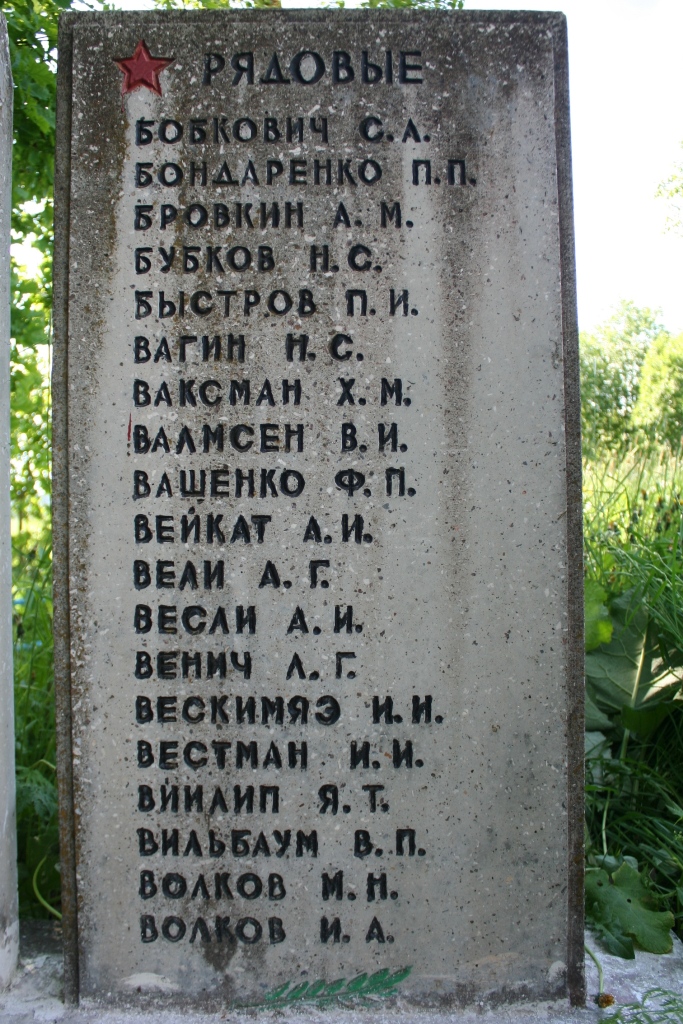 РЯДОВЫЕ
БОБКОВИЧ С.Л.
БОНДАРЕНКО П.П.
БРОВКИН А.М.
БУБКОВ Н.С.
БЫСТРОВ П.И.
ВАГИН Н.С.
ВАКСМАН Х.М.
ВАЛМСЕН В.И.
ВАЩЕНКО Ф.П.
ВЕЙКАТ А.И.
ВЕЛИ А.Г.
ВЕСЛИ А.И.
ВЕНИЧ Л.Г.
ВЕСКИМЯЭ И.И.
ВЕСТМАН И.И.
ВИИЛИП Я.Т.
ВИЛЬБАУМ В.П.
ВОЛКОВ М.Н.
ВОЛКОВ И.А.